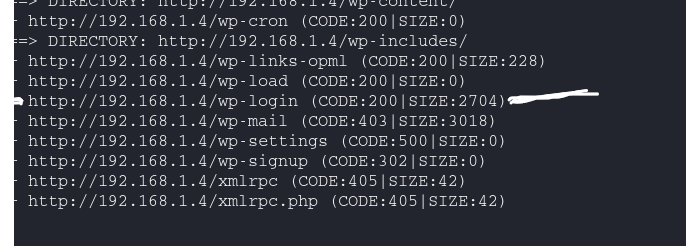 ==> DIRECTORY: http://192.168.1.4/wp-content/
+ http://192.168.1.4/wp-cron (CODE:200|SIZE:0)
==> DIRECTORY: http://192.168.1.4/wp-includes/
+ http://192.168.1.4/wp-links-opml (CODE:200|SIZE:228)
+ http://192.168.1.4/wp-load (CODE:200|SIZE:0)
http://192.168.1.4/wp-login (CODE:200|SIZE:2704)
+ http://192.168.1.4/wp-mail (CODE:403|SIZE:3018)
+ http://192.168.1.4/wp-settings (CODE:500|SIZE:0)
+ http://192.168.1.4/wp-signup (CODE:302|SIZE:0)
+ http://192.168.1.4/xmlrpc (CODE:405|SIZE:42)
+ http://192.168.1.4/xmlrpc.php (CODE:405|SIZE:42)